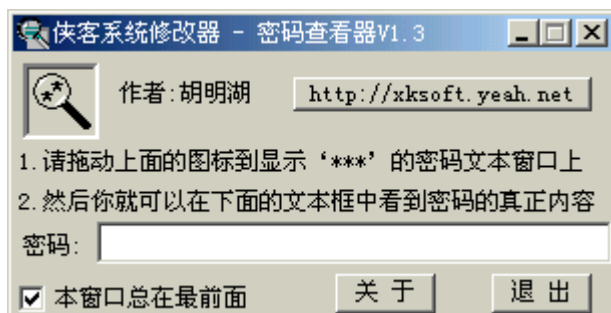 侠客系统修改器 - 密码查看器V1.3
作者:胡明湖 http://xksoft.yeah.net
1.请拖动上面的图标到显示‘***’的密码文本窗口上
2.然后你就可以在下面的文本框中看到密码的真正内容
密码:
本窗口总在最前面 关于 退出